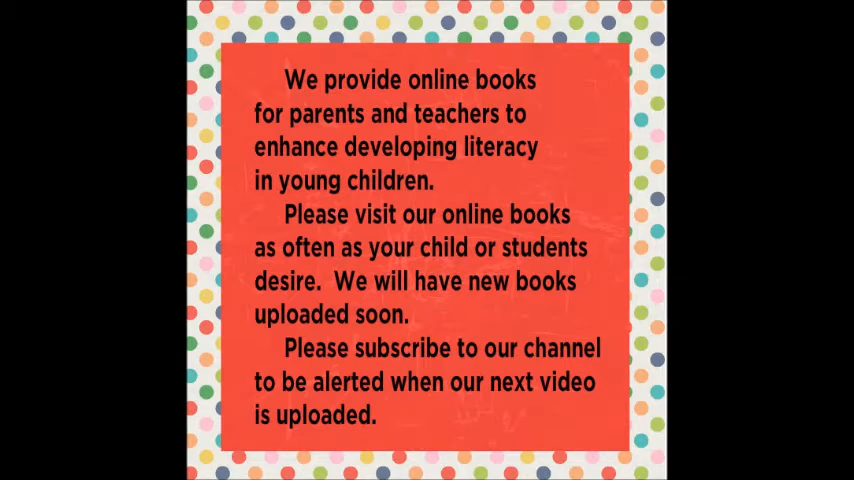 We provide online books
for parents and teachers to
enhance developing literacy
in young children.
Please visit our online books
as often as your child or students
desire.  We will have new books
uploaded soon.
Please subscribe to our channel
to be alerted when our next video
is uploaded.